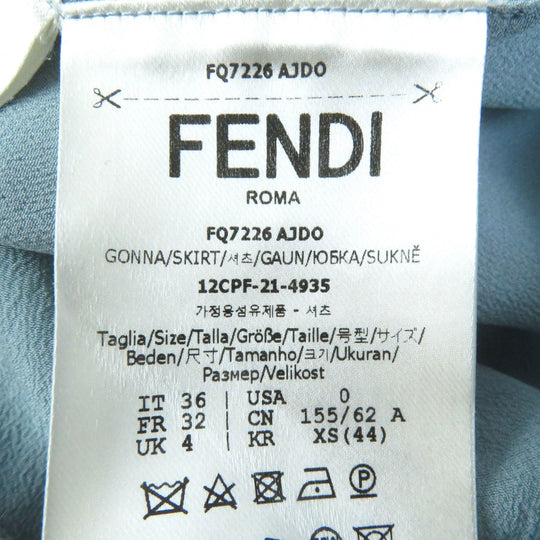 FQ7226 AJDO
FENDI
ROMA
FQ7226 AJDO
GONNA/SKIRT/셔츠/GAUN/ЮБКА/SUKNĚ
12CPF-21-4935
가정용섬유제품 - 셔츠
Taglia/Size/Talla/Größe/Taille/号型/サイズ/
Beden/尺寸/Tamanho/크기/Ukuran/
Размер/Velikost
IT 36 USA 0
FR 32 CN 155/62 A
UK 4 KR XS(44)
P